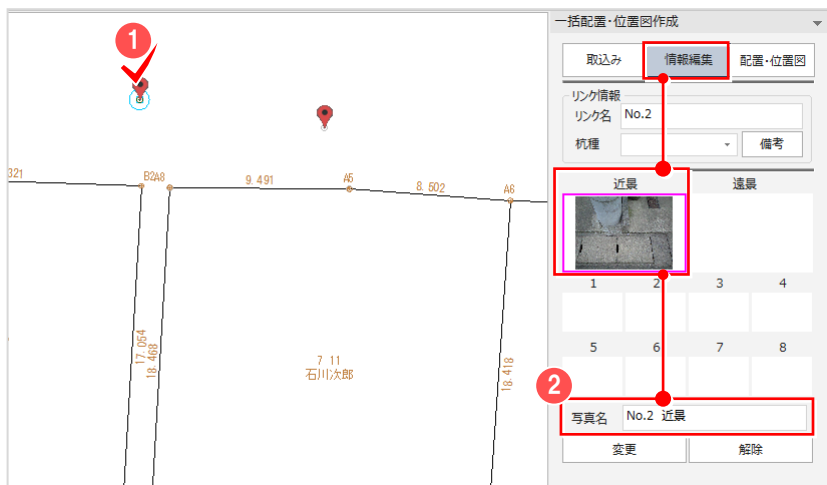 一括配置・位置図作成
1
取込み 情報編集 配置・位置図
リンク情報
リンク名 No.2
杭種 備考
321 B2A8 9.491 A5 8.502 A6
近景 遠景
1 2 3 4
17.054
18.468
7 11
石川次郎
18.418
5 6 7 8
2
写真名 No.2 近景
変更 解除